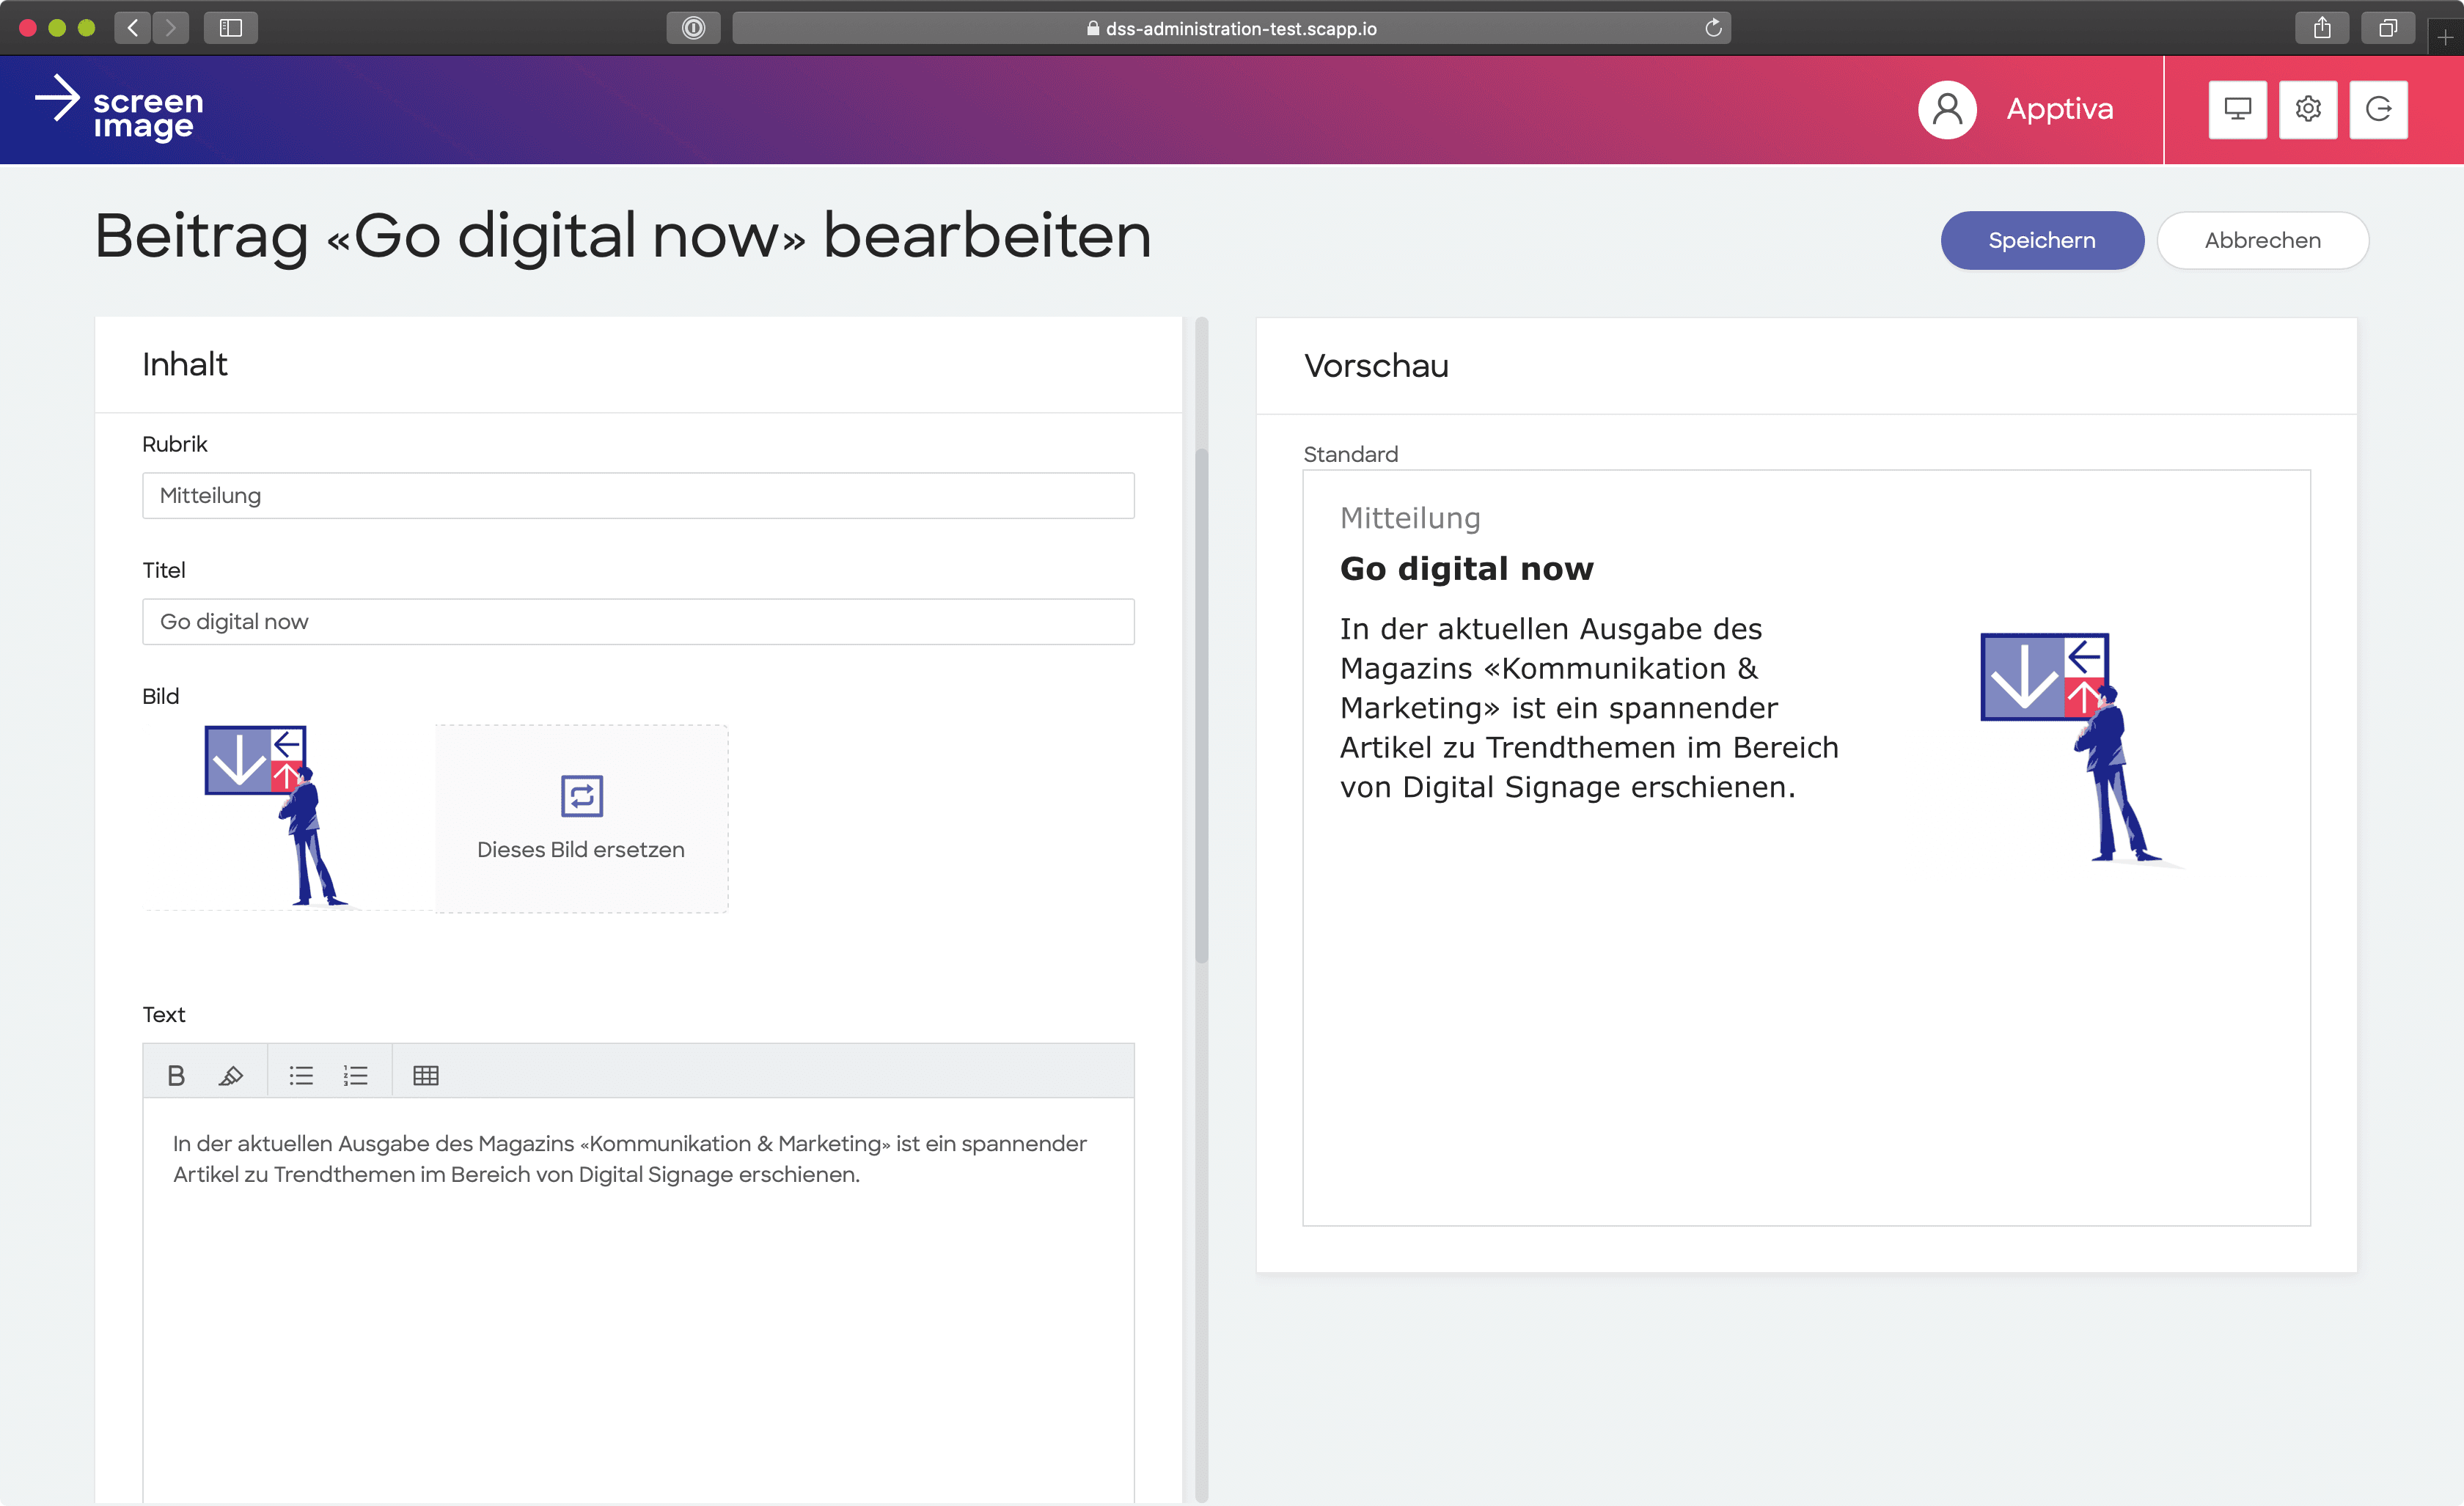 dss-administration-test.scapp.io
screen
image
Apptiva
Beitrag «Go digital now» bearbeiten
Speichern
Abbrechen
Inhalt
Rubrik
Mitteilung
Titel
Go digital now
Bild
Dieses Bild ersetzen
Text
B
In der aktuellen Ausgabe des Magazins «Kommunikation & Marketing» ist ein spannender
Artikel zu Trendthemen im Bereich von Digital Signage erschienen.
Vorschau
Standard
Mitteilung
Go digital now
In der aktuellen Ausgabe des
Magazins «Kommunikation &
Marketing» ist ein spannender
Artikel zu Trendthemen im Bereich
von Digital Signage erschienen.